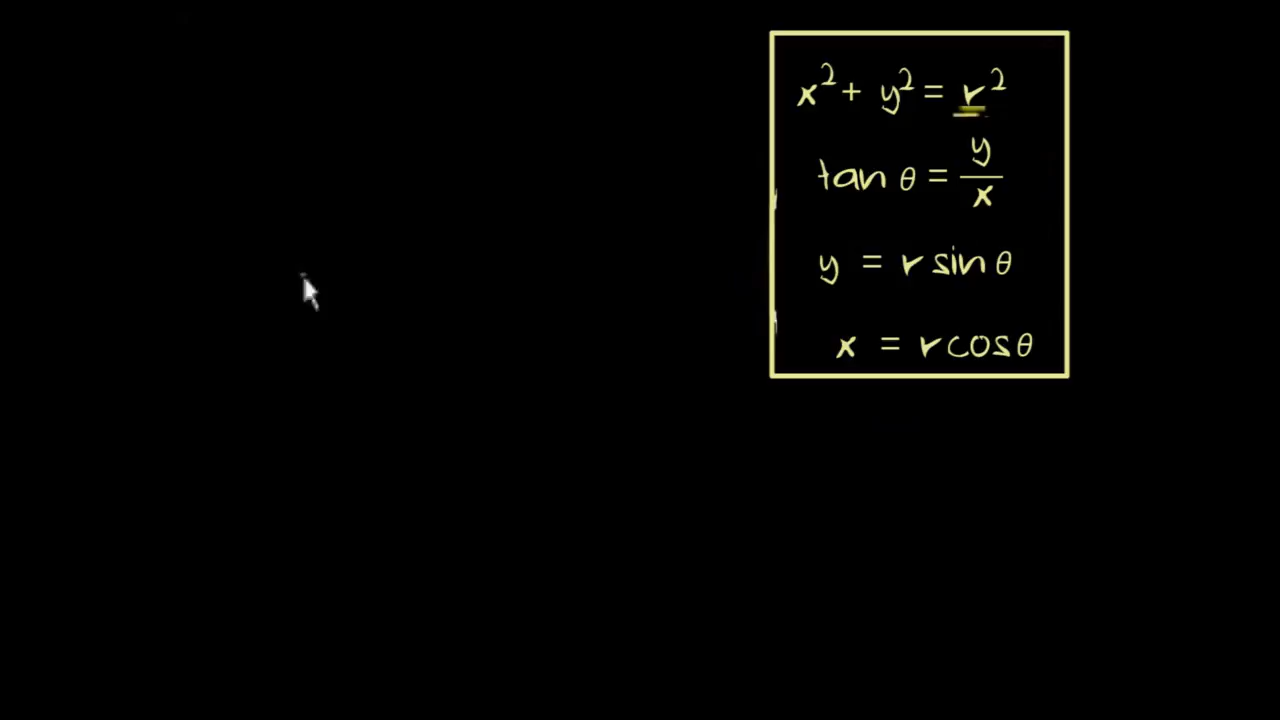 x² + y² = r²
tan θ = y/x
y = r sin θ
x = r cos θ